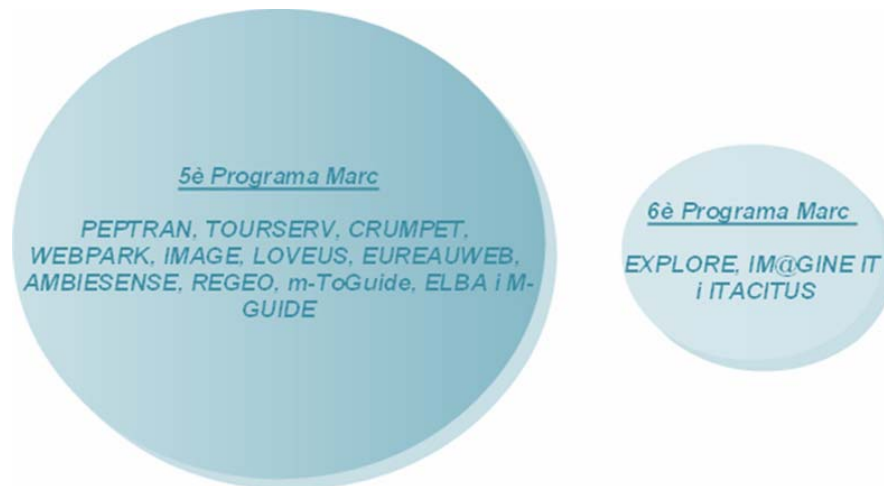 5è Programa Marc
PEPTRAN, TOURSERV, CRUMPET,
WEBPARK, IMAGE, LOVEUS, EUREAUWEB,
AMBIESENSE, REGEO, m-ToGuide, ELBA i M-
GUIDE
6è Programa Marc
EXPLORE, IM@GINE IT
i ITACITUS